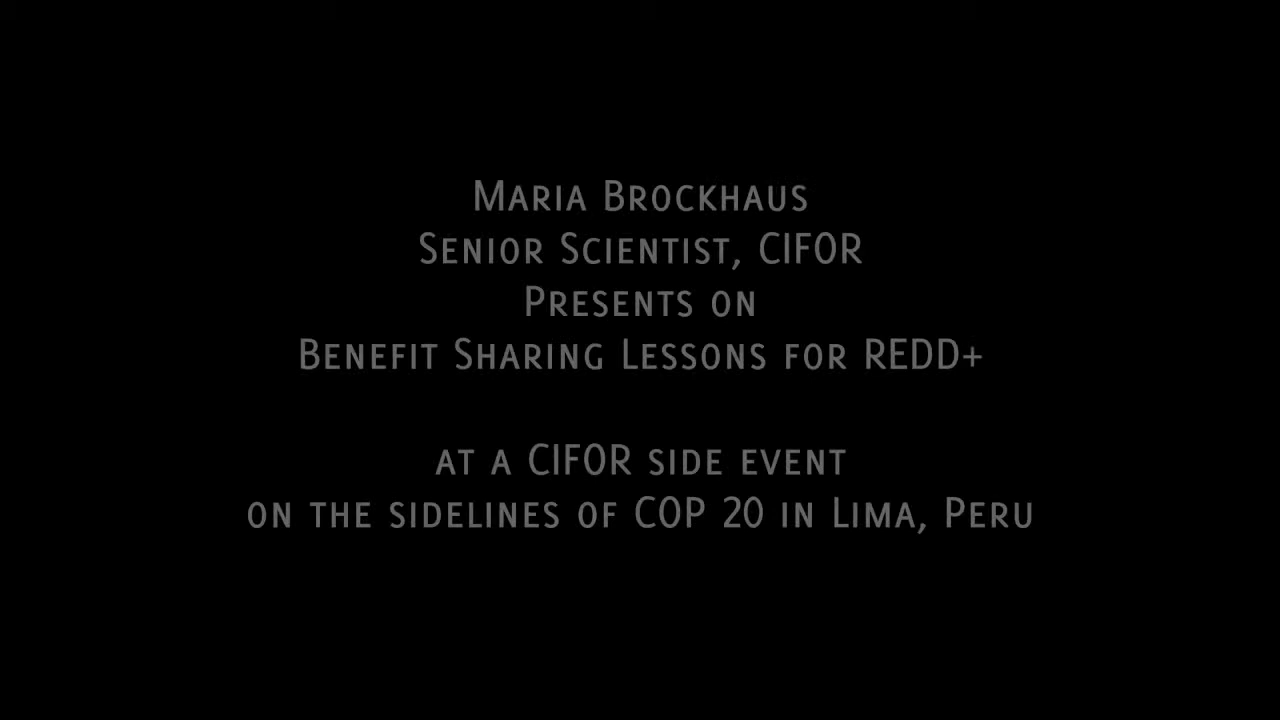 Maria Brockhaus
Senior Scientist, CIFOR
Presents on
Benefit Sharing Lessons for REDD+
at a CIFOR side event
on the sidelines of COP 20 in Lima, Peru